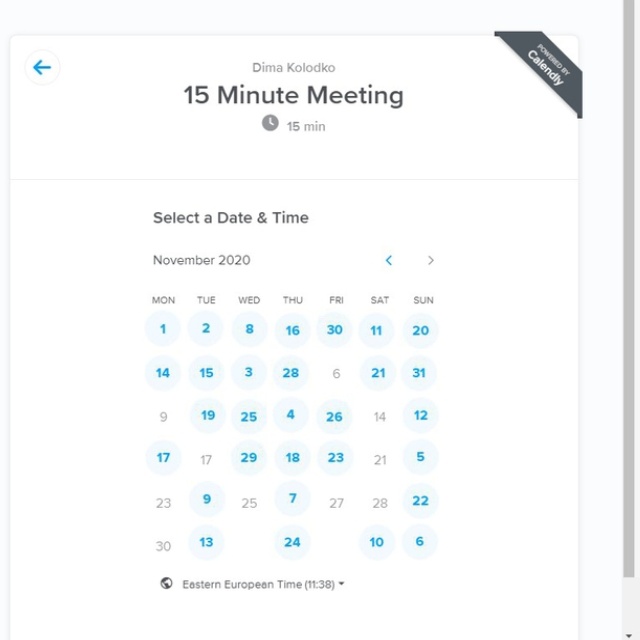 POWERED BY
Calendly
Dima Kolodko
15 Minute Meeting
15 min
Select a Date & Time
November 2020
MON TUE WED THU FRI SAT SUN
1 2 8 16 30 11 20
14 15 3 28 6 21 31
9 19 25 4 26 14 12
17 17 29 18 23 21 5
23 9 25 7 27 28 22
30 13 24 10 6
Eastern European Time (11:38)